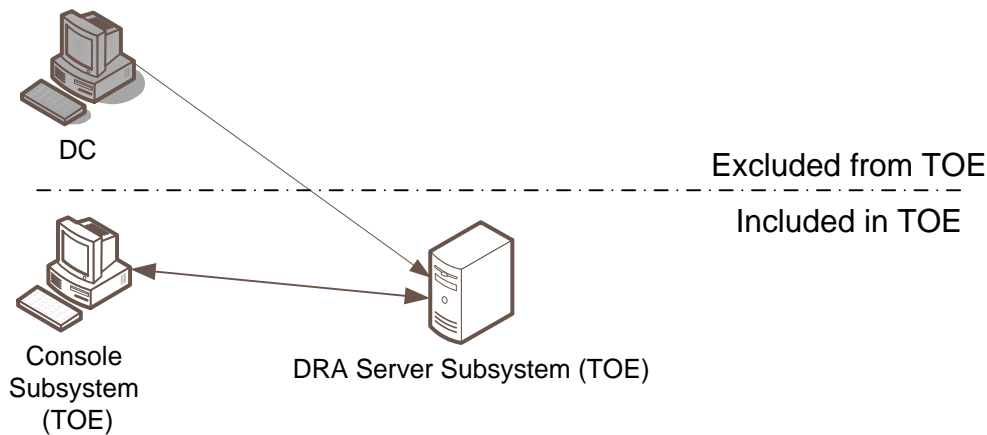 DC
Excluded from TOE
Included in TOE
Console
Subsystem
(TOE)
DRA Server Subsystem (TOE)